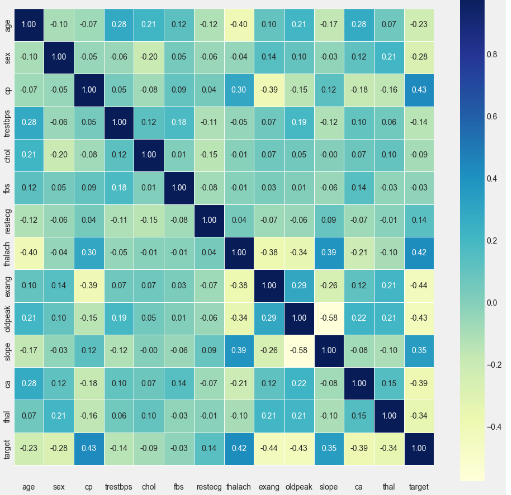 age 1.00 -0.10 -0.07 0.28 0.21 0.12 -0.12 -0.40 0.10 0.21 -0.17 0.28 0.07 -0.23
sex -0.10 1.00 -0.05 -0.06 -0.20 0.05 -0.06 -0.04 0.14 0.10 -0.03 0.12 0.21 -0.28
cp -0.07 -0.05 1.00 0.05 -0.08 0.09 0.04 0.30 -0.39 -0.15 0.12 -0.18 -0.16 0.43
trestbps 0.28 -0.06 0.05 1.00 0.12 0.18 -0.11 -0.05 0.07 0.19 -0.12 0.10 0.06 -0.14
chol 0.21 -0.20 -0.08 0.12 1.00 0.01 -0.15 -0.01 0.07 0.05 -0.00 0.07 0.10 -0.09
fbs 0.12 0.05 0.09 0.18 0.01 1.00 -0.08 -0.01 0.03 0.01 -0.06 0.14 -0.03 -0.03
restecg -0.12 -0.06 0.04 -0.11 -0.15 -0.08 1.00 0.04 -0.07 -0.06 0.09 -0.07 -0.01 0.14
thalach -0.40 -0.04 0.30 -0.05 -0.01 -0.01 0.04 1.00 -0.38 -0.34 0.39 -0.21 -0.10 0.42
exang 0.10 0.14 -0.39 0.07 0.07 0.03 -0.07 -0.38 1.00 0.29 -0.26 0.12 0.21 -0.44
oldpeak 0.21 0.10 -0.15 0.19 0.05 0.01 -0.06 -0.34 0.29 1.00 -0.58 0.22 0.21 -0.43
slope -0.17 -0.03 0.12 -0.12 -0.00 -0.06 0.09 0.39 -0.26 -0.58 1.00 -0.08 -0.10 0.35
ca 0.28 0.12 -0.18 0.10 0.07 0.14 -0.07 -0.21 0.12 0.22 -0.08 1.00 0.15 -0.39
thal 0.07 0.21 -0.16 0.06 0.10 -0.03 -0.01 -0.10 0.21 0.21 -0.10 0.15 1.00 -0.34
target -0.23 -0.28 0.43 -0.14 -0.09 -0.03 0.14 0.42 -0.44 -0.43 0.35 -0.39 -0.34 1.00
age sex cp trestbps chol fbs restecg thalach exang oldpeak slope ca thal target
0.8
0.6
0.4
0.2
0.0
-0.2
-0.4